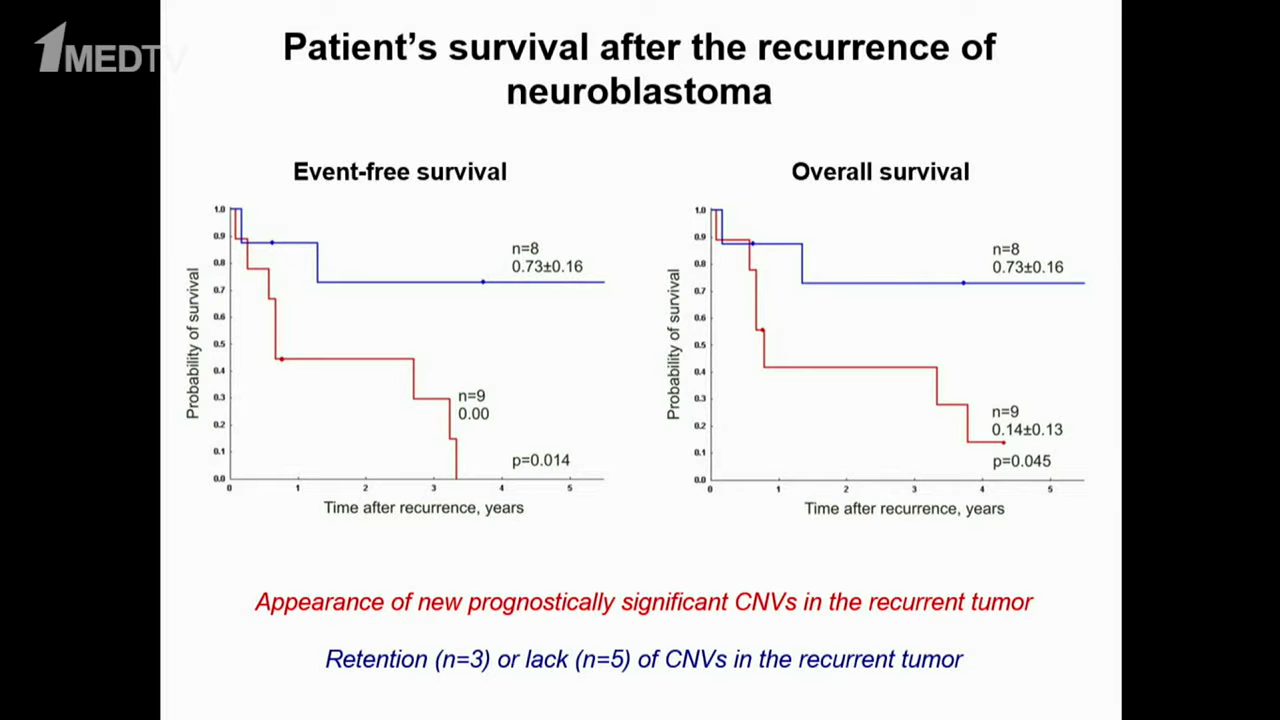 1MEDTV
Patient's survival after the recurrence of
neuroblastoma
Event-free survival
Probability of survival
1.0
0.9
0.8
0.7
0.6
0.5
0.4
0.3
0.2
0.1
0.0
n=8
0.73±0.16
n=9
0.00
p=0.014
0 1 2 3 4 5
Time after recurrence, years
Overall survival
Probability of survival
1.0
0.9
0.8
0.7
0.6
0.5
0.4
0.3
0.2
0.1
0.0
n=8
0.73±0.16
n=9
0.14±0.13
p=0.045
0 1 2 3 4 5
Time after recurrence, years
Appearance of new prognostically significant CNVs in the recurrent tumor
Retention (n=3) or lack (n=5) of CNVs in the recurrent tumor